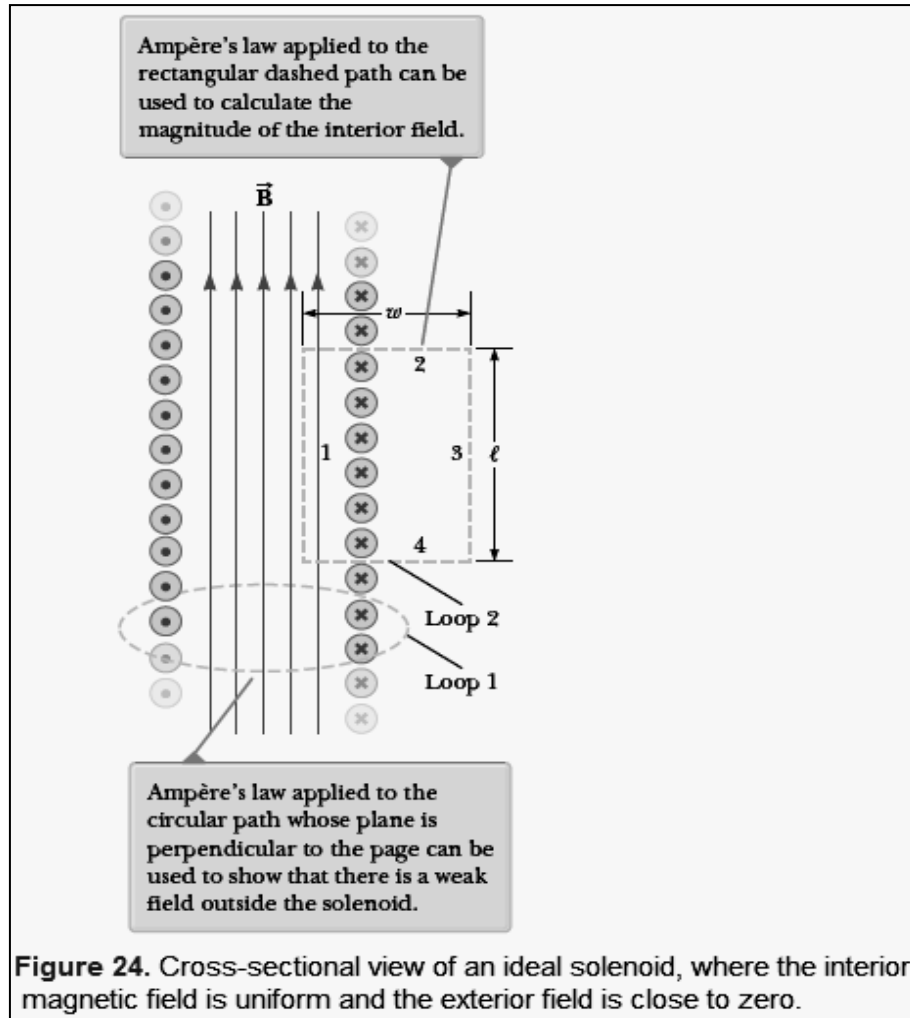 Ampère's law applied to the
rectangular dashed path can be
used to calculate the
magnitude of the interior field.
B
w
2
1
3
ℓ
4
Loop 2
Loop 1
Ampère's law applied to the
circular path whose plane is
perpendicular to the page can be
used to show that there is a weak
field outside the solenoid.
Figure 24. Cross-sectional view of an ideal solenoid, where the interior
magnetic field is uniform and the exterior field is close to zero.